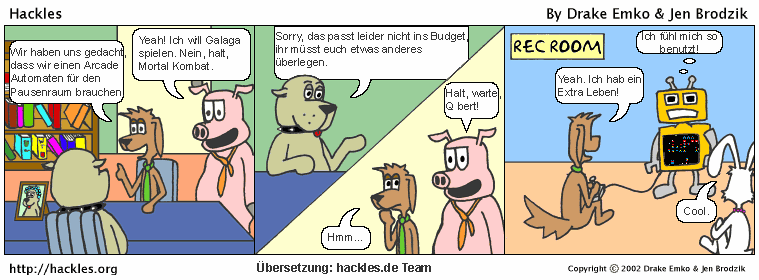 Hackles
By Drake Emko & Jen Brodzik
Wir haben uns gedacht,
dass wir einen Arcade
Automaten für den
Pausenraum brauchen.
Yeah! Ich will Galaga
spielen. Nein, halt,
Mortal Kombat.
Sorry, das passt leider nicht ins Budget,
ihr müsst euch etwas anderes
überlegen.
Halt, warte,
Q bert!
Hmm...
REC ROOM
Ich fühl mich so
benutzt!
Yeah. Ich hab ein
Extra Leben!
Cool.
http://hackles.org
Übersetzung: hackles.de Team
Copyright © 2002 Drake Emko & Jen Brodzik